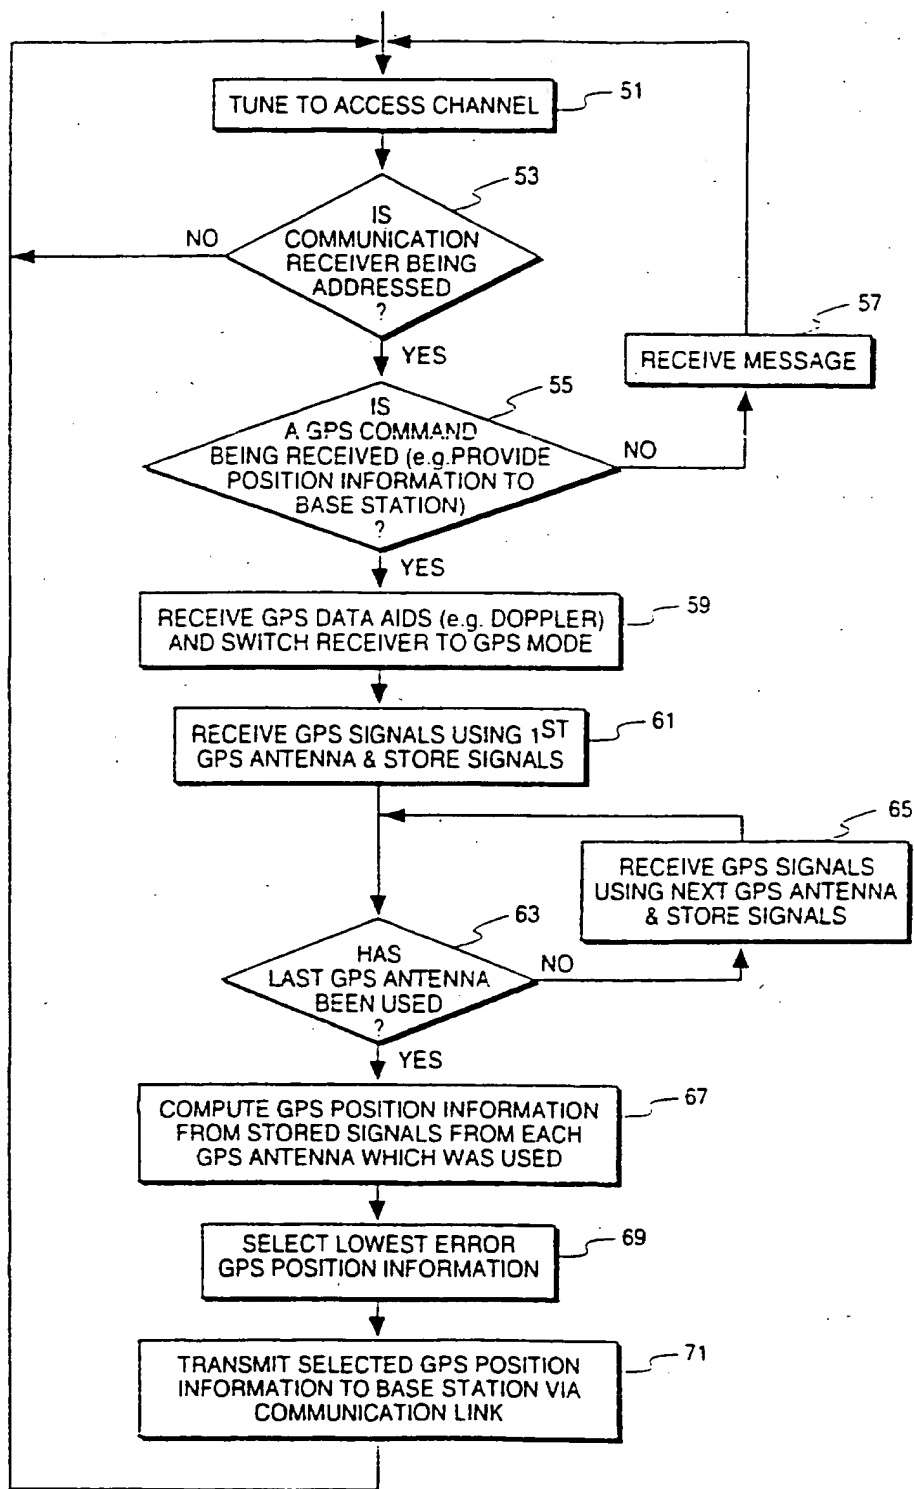 TUNE TO ACCESS CHANNEL
51
IS
COMMUNICATION
RECEIVER BEING
ADDRESSED
?
53
NO
YES
57
RECEIVE MESSAGE
IS
A GPS COMMAND
BEING RECEIVED (e.g.PROVIDE
POSITION INFORMATION TO
BASE STATION)
?
55
NO
YES
RECEIVE GPS DATA AIDS (e.g. DOPPLER)
AND SWITCH RECEIVER TO GPS MODE
59
RECEIVE GPS SIGNALS USING 1ST
GPS ANTENNA & STORE SIGNALS
61
65
RECEIVE GPS SIGNALS
USING NEXT GPS ANTENNA
& STORE SIGNALS
HAS
LAST GPS ANTENNA
BEEN USED
?
63
NO
YES
COMPUTE GPS POSITION INFORMATION
FROM STORED SIGNALS FROM EACH
GPS ANTENNA WHICH WAS USED
67
SELECT LOWEST ERROR
GPS POSITION INFORMATION
69
TRANSMIT SELECTED GPS POSITION
INFORMATION TO BASE STATION VIA
COMMUNICATION LINK
71